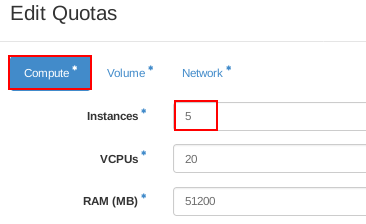 Edit Quotas
Compute * Volume * Network *
Instances * 5
VCPUs * 20
RAM (MB) * 51200